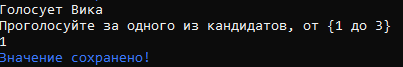 Голосует Вика
Проголосуйте за одного из кандидатов, от {1 до 3}
1
Значение сохранено!